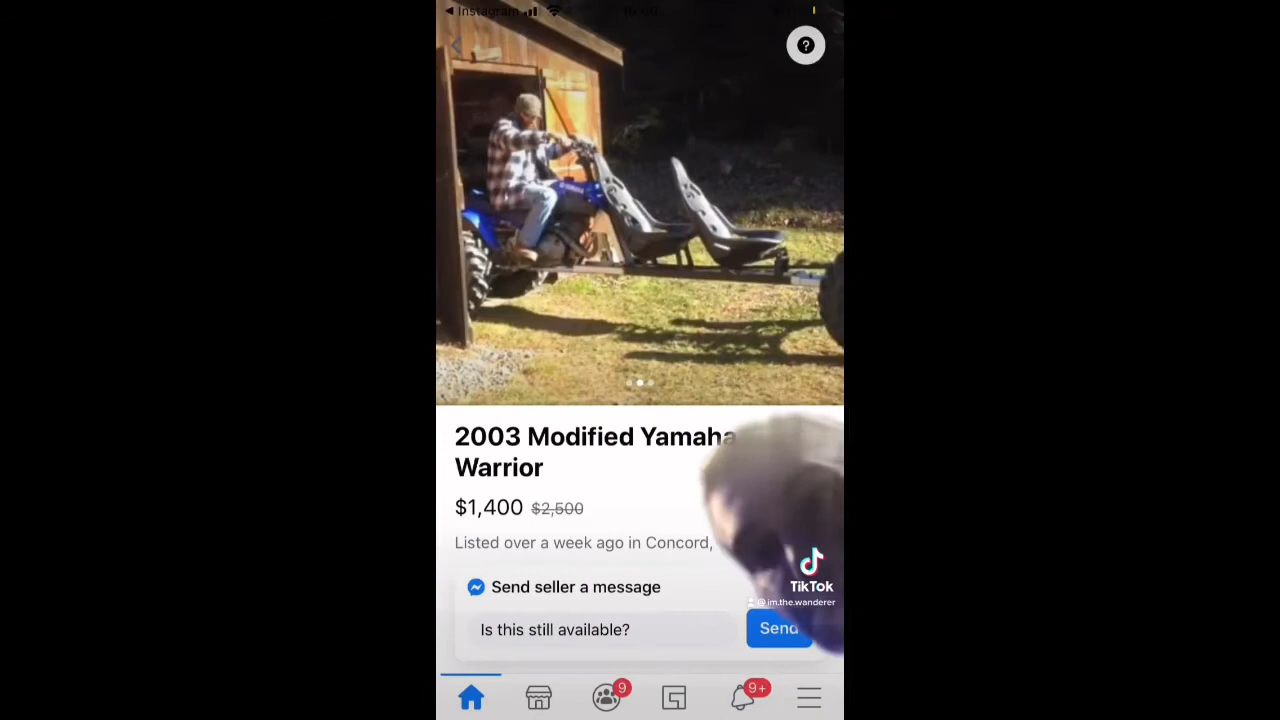 ◀ Instagram
?
2003 Modified Yamaha
Warrior
$1,400 $2,500
Listed over a week ago in Concord,
TikTok
@im.the.wanderer
Send seller a message
Is this still available?
Send
9
9+